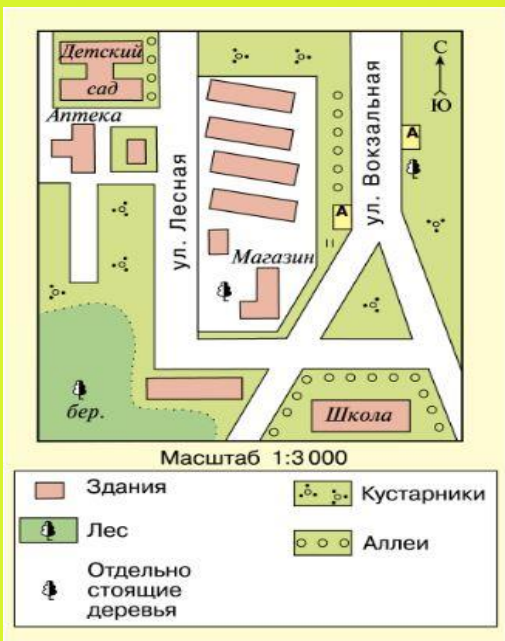 Детский
сад
Аптека
ул. Лесная
Магазин
ул. Вокзальная
С
Ю
А
А
бер.
Школа
Масштаб 1:3 000
Здания
Лес
Отдельно
стоящие
деревья
Кустарники
Аллеи